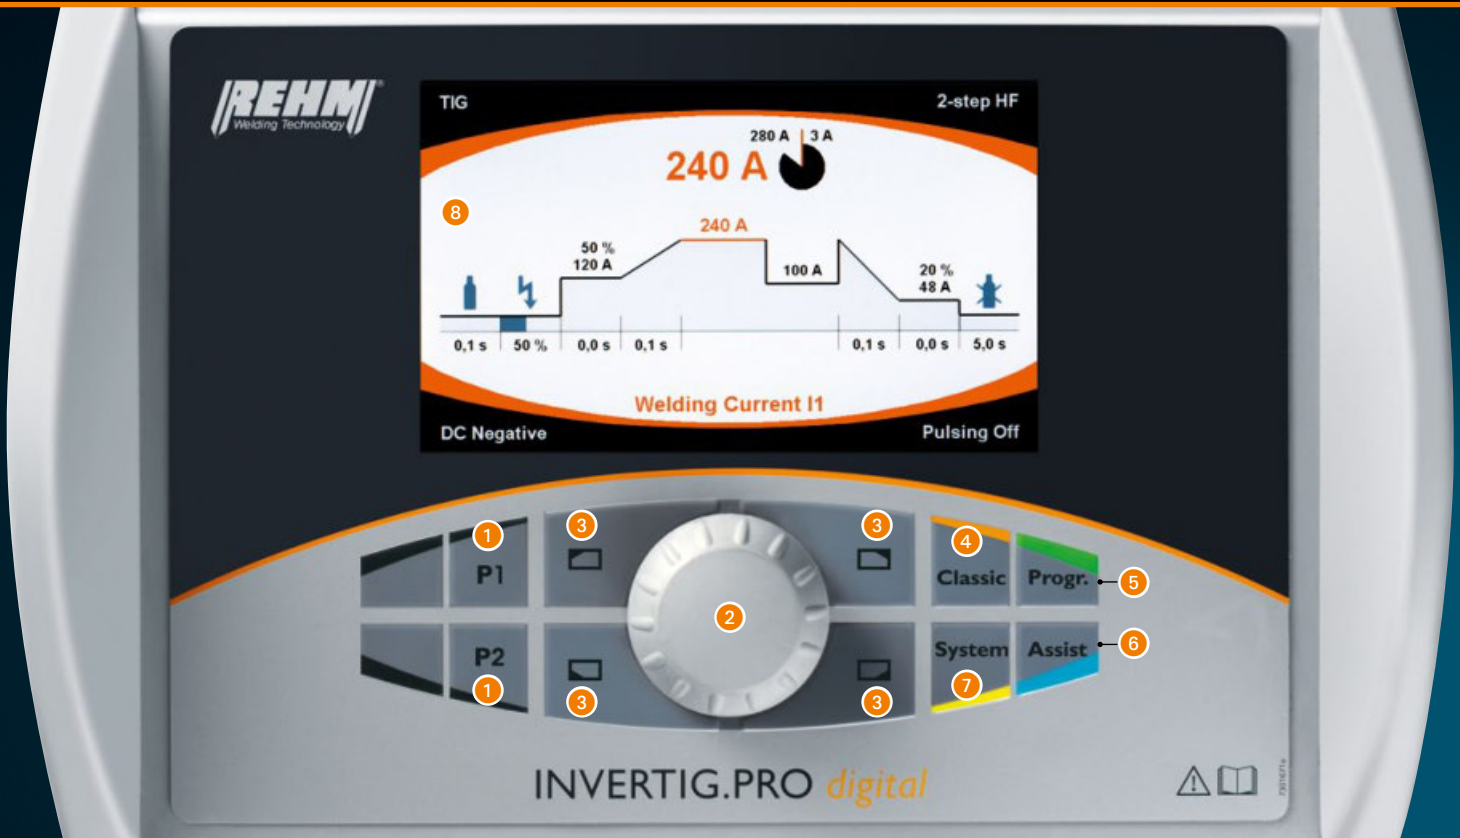 REHM®
Welding Technology
TIG
2-step HF
280 A 3 A
240 A
8
240 A
50 %
120 A
100 A
20 %
48 A
0,1 s 50 % 0,0 s 0,1 s 0,1 s 0,0 s 5,0 s
Welding Current I1
DC Negative
Pulsing Off
1
P1
3
3
4
Classic
Progr.
5
2
P2
1
3
3
System
7
Assist
6
INVERTIG.PRO digital